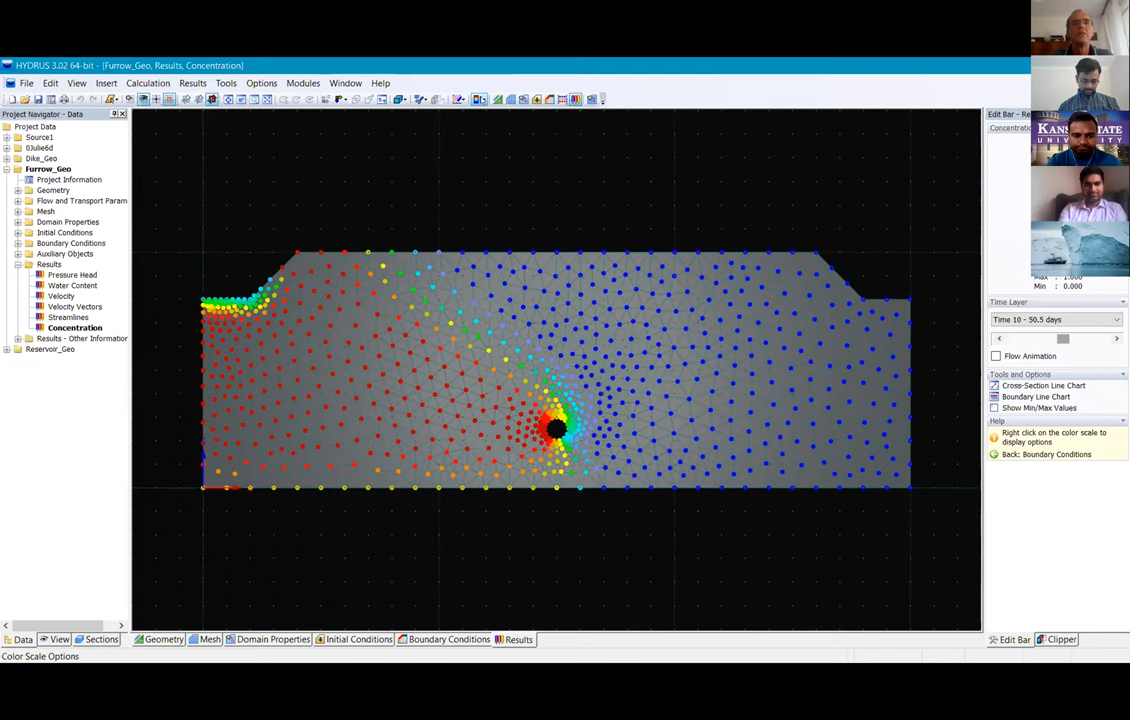 HYDRUS 3.02 64-bit - [Furrow_Geo, Results, Concentration]
File Edit View Insert Calculation Results Tools Options Modules Window Help
Project Navigator - Data
Project Data
Source1
0Julie6d
Dike_Geo
Furrow_Geo
Project Information
Geometry
Flow and Transport Param
Mesh
Domain Properties
Initial Conditions
Boundary Conditions
Auxiliary Objects
Results
Pressure Head
Water Content
Velocity
Velocity Vectors
Streamlines
Concentration
Results - Other Information
Reservoir_Geo
Data View Sections
Geometry Mesh Domain Properties Initial Conditions Boundary Conditions Results
Color Scale Options
Edit Bar - Re
Concentratio
Min : 0.000
Time Layer
Time 10 - 50.5 days
Flow Animation
Tools and Options
Cross-Section Line Chart
Boundary Line Chart
Show Min/Max Values
Help
Right click on the color scale to
display options
Back: Boundary Conditions
Edit Bar Clipper